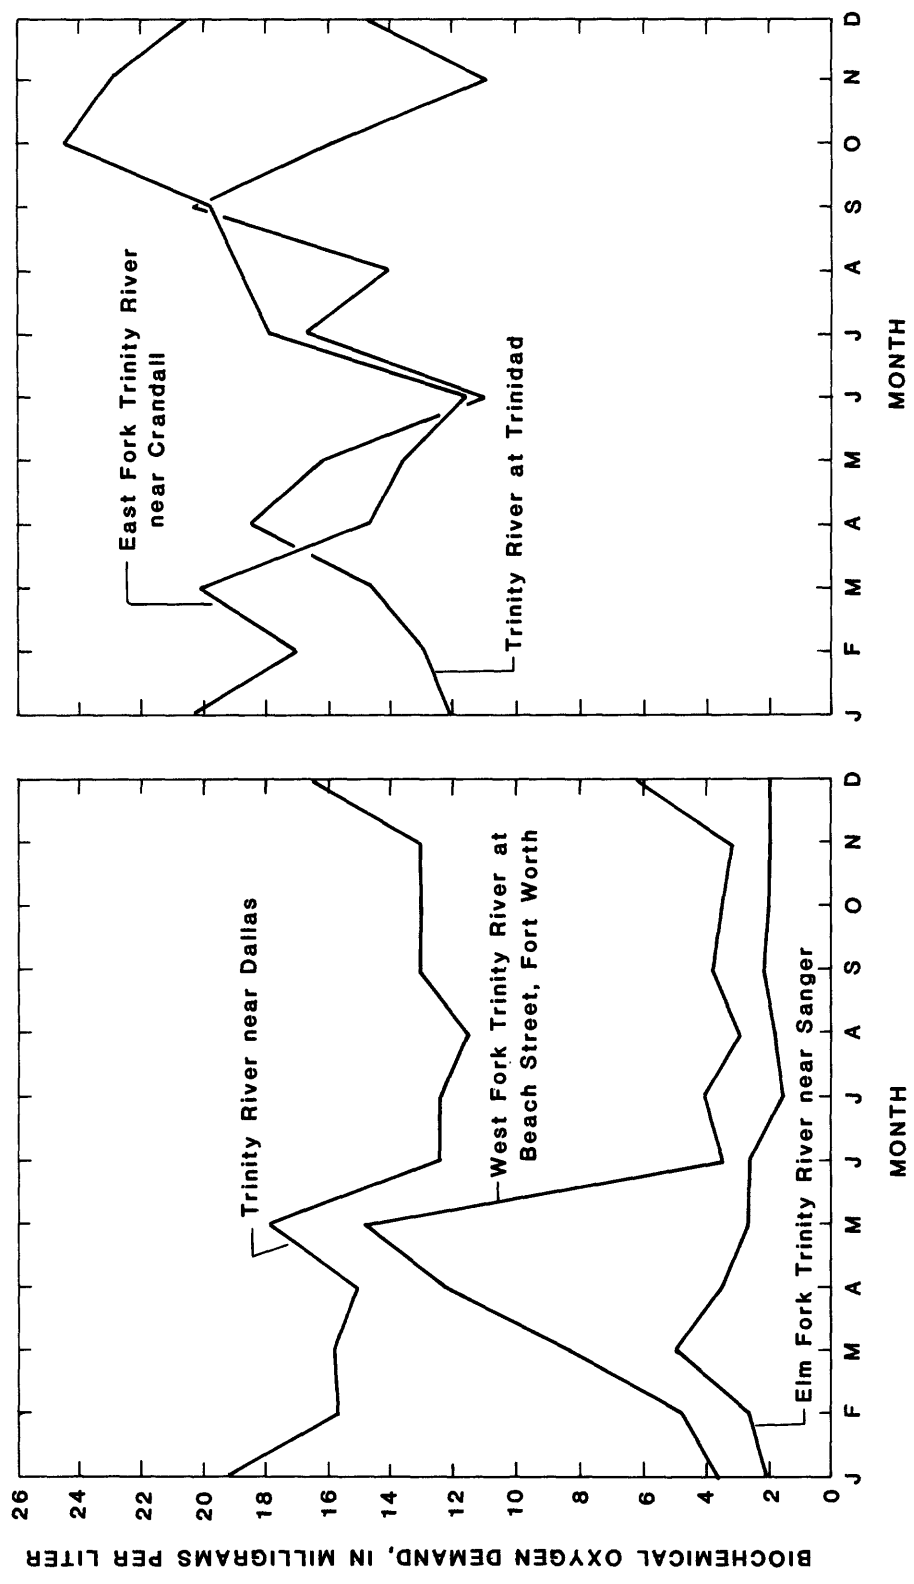 BIOCHEMICAL OXYGEN DEMAND, IN MILLIGRAMS PER LITER
26
24
22
20
18
16
14
12
10
8
6
4
2
0
Trinity River near Dallas
West Fork Trinity River at
Beach Street, Fort Worth
Elm Fork Trinity River near Sanger
J F M A M J J A S O N D
MONTH
East Fork Trinity River
near Crandall
Trinity River at Trinidad
J F M A M J J A S O N D
MONTH